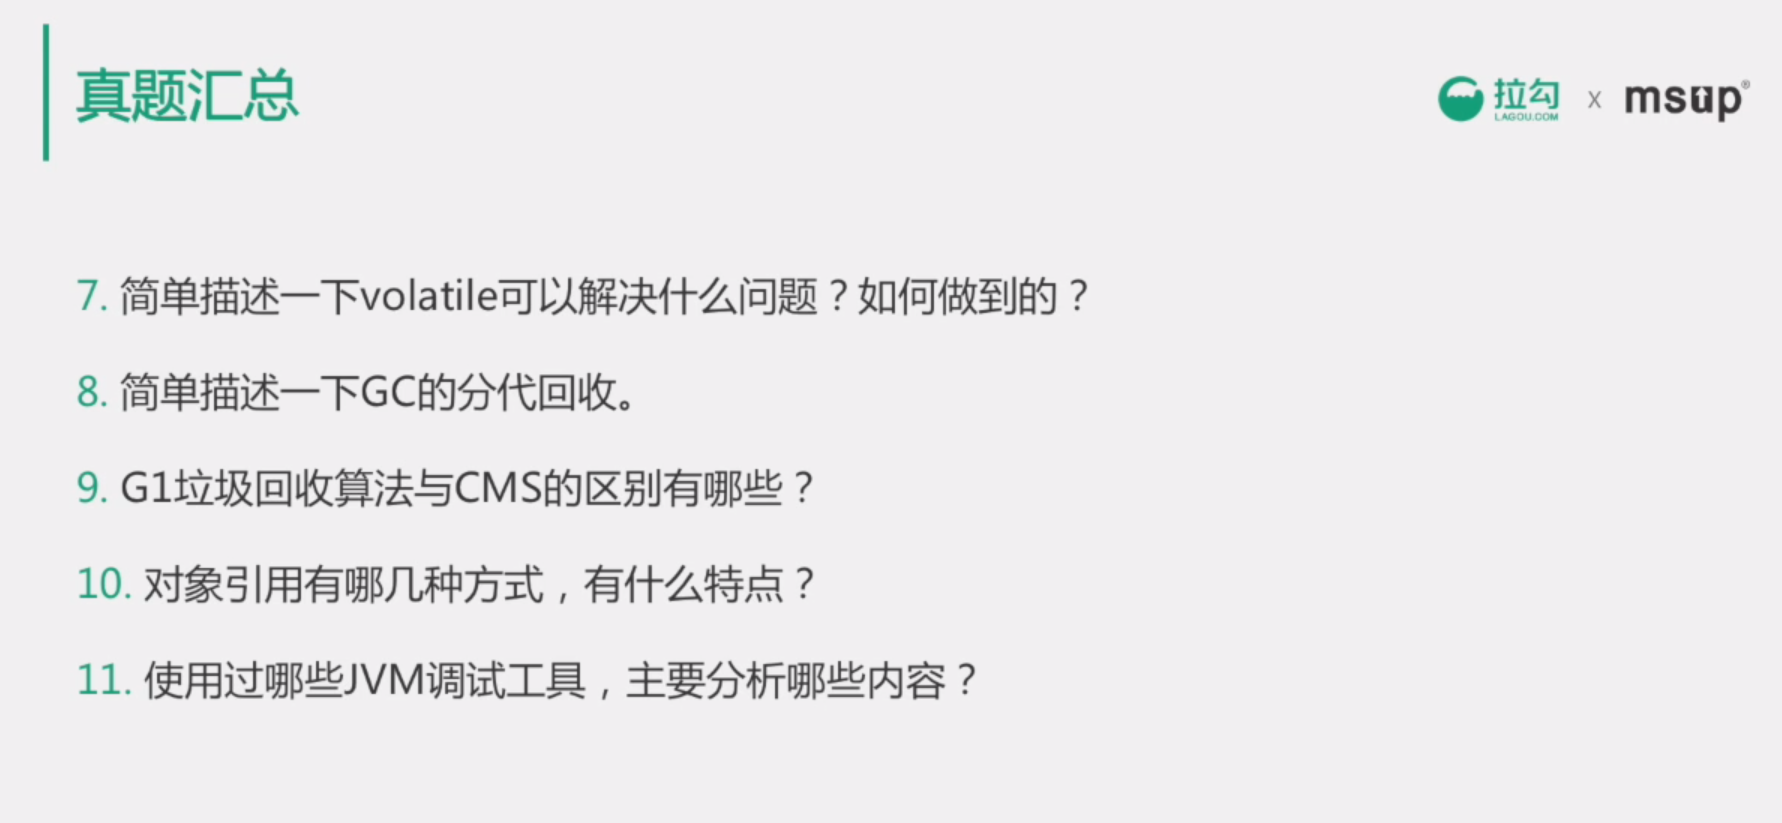 真题汇总
拉勾 x msup®
LAGOU.COM
7. 简单描述一下volatile可以解决什么问题？如何做到的？
8. 简单描述一下GC的分代回收。
9. G1垃圾回收算法与CMS的区别有哪些？
10. 对象引用有哪几种方式，有什么特点？
11. 使用过哪些JVM调试工具，主要分析哪些内容？